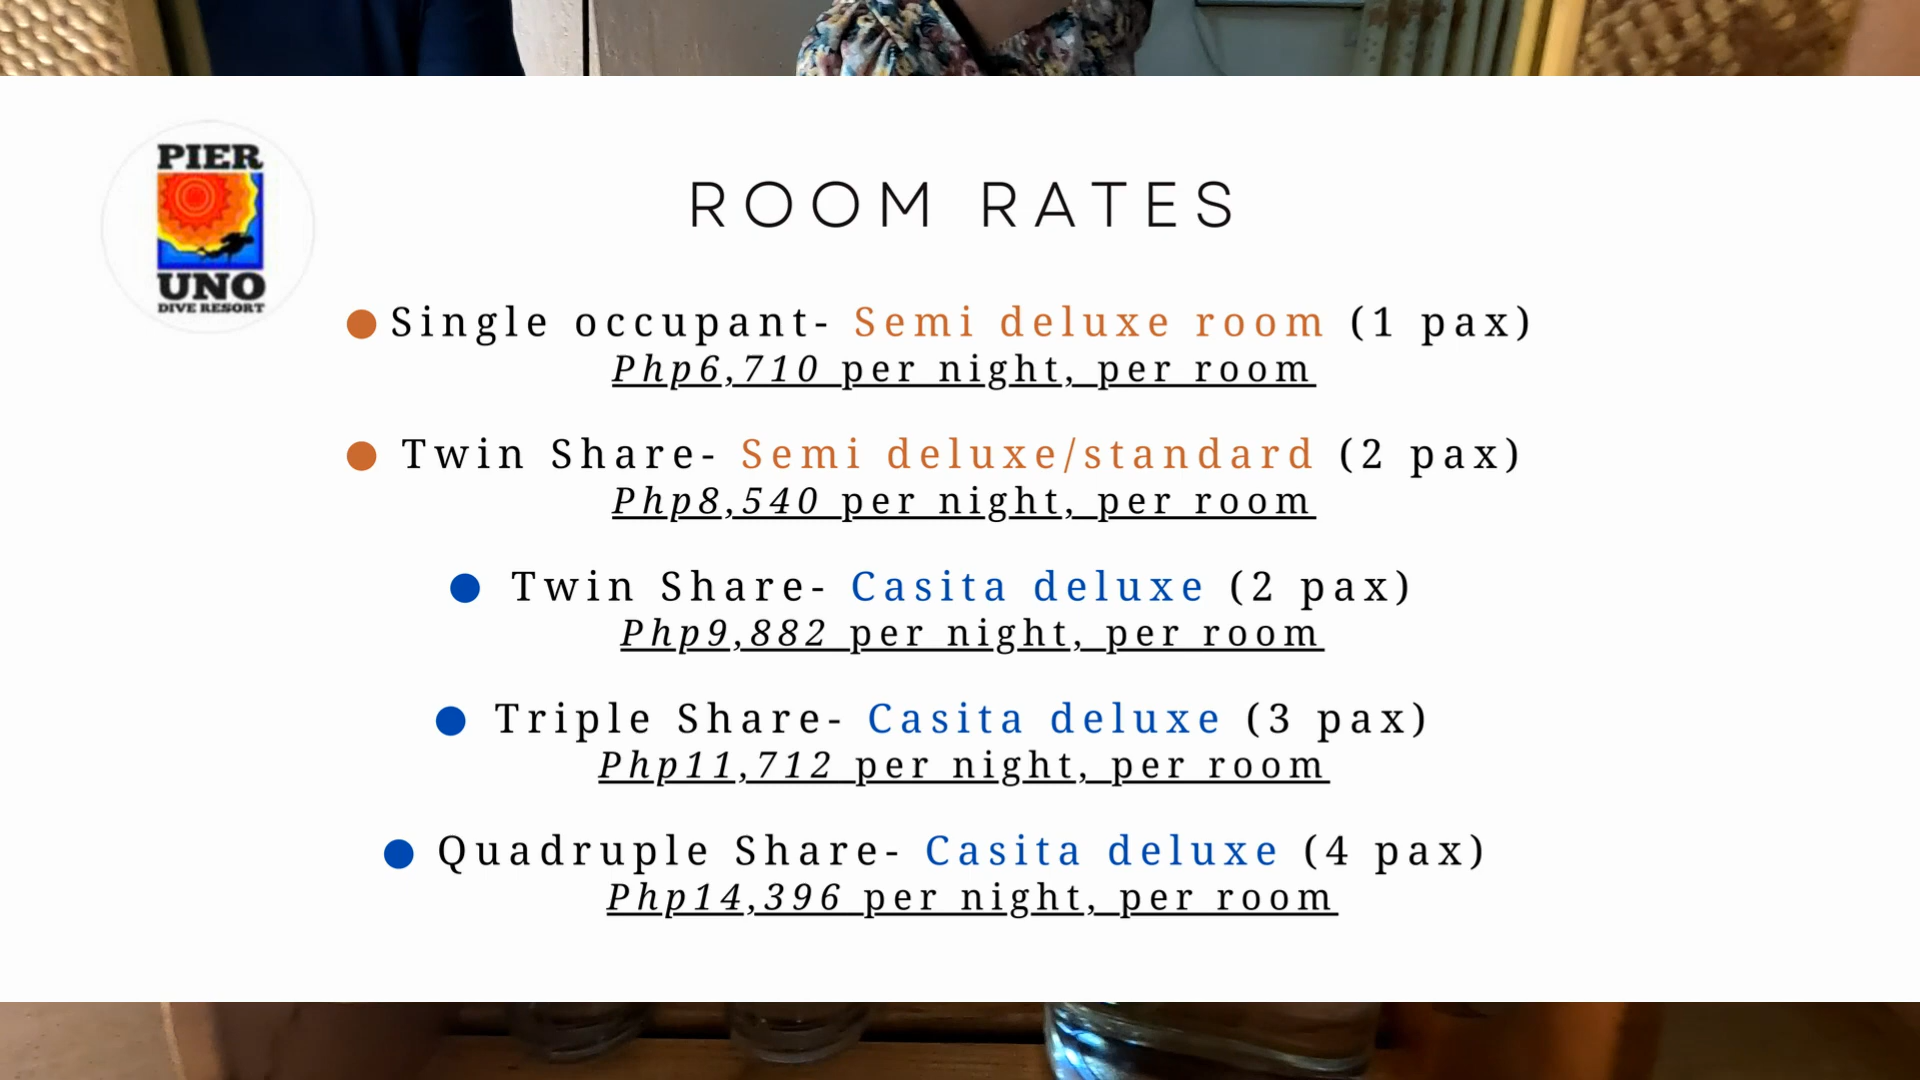 PIER
UNO
DIVE RESORT
ROOM RATES
● Single occupant- Semi deluxe room (1 pax)
Php6,710 per night, per room
● Twin Share- Semi deluxe/standard (2 pax)
Php8,540 per night, per room
● Twin Share- Casita deluxe (2 pax)
Php9,882 per night, per room
● Triple Share- Casita deluxe (3 pax)
Php11,712 per night, per room
● Quadruple Share- Casita deluxe (4 pax)
Php14,396 per night, per room